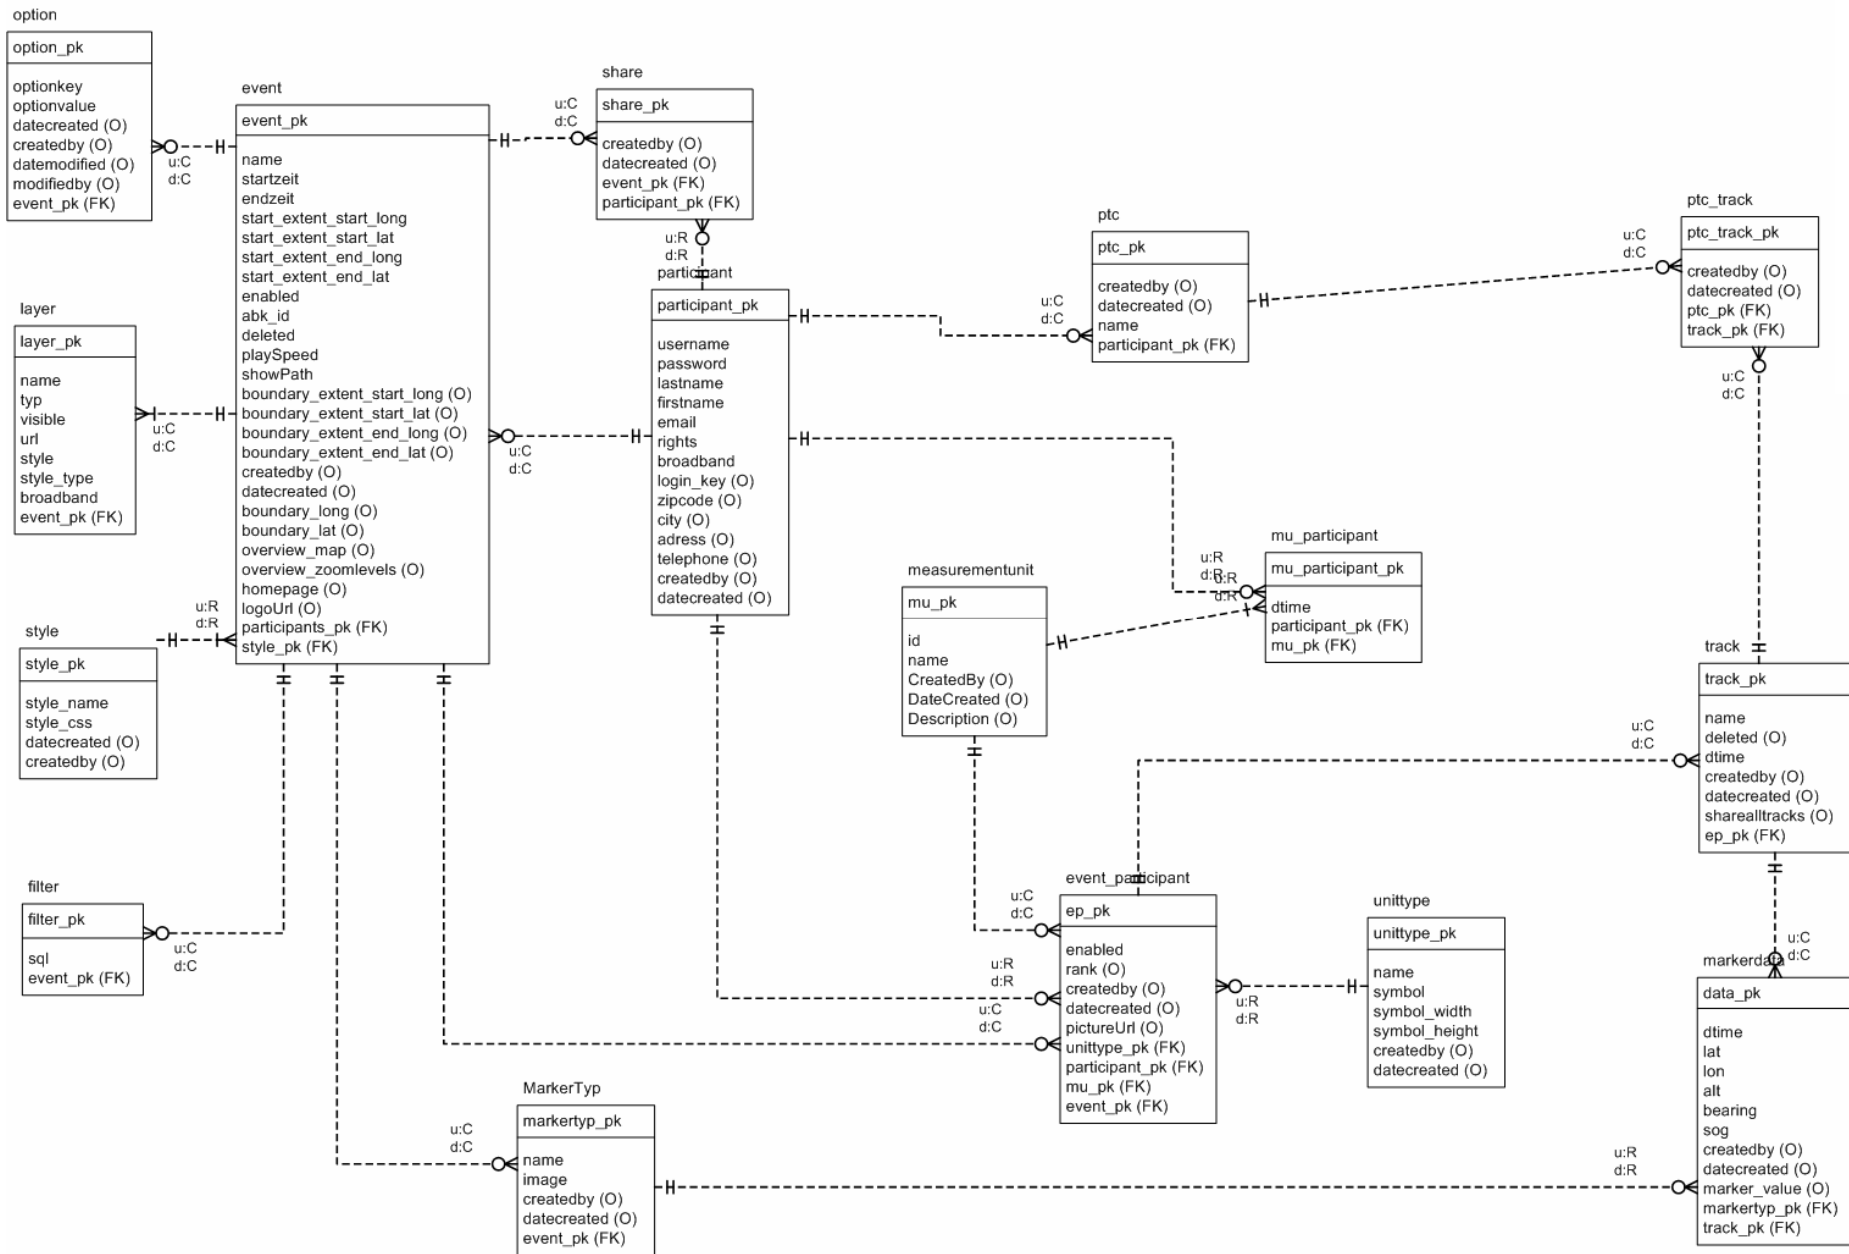 option
option_pk
optionkey
optionvalue
datecreated (O)
createdby (O)
datemodified (O)
modifiedby (O)
event_pk (FK)
u:C
d:C
event
event_pk
name
startzeit
endzeit
start_extent_start_long
start_extent_start_lat
start_extent_end_long
start_extent_end_lat
enabled
abk_id
deleted
playSpeed
showPath
boundary_extent_start_long (O)
boundary_extent_start_lat (O)
boundary_extent_end_long (O)
boundary_extent_end_lat (O)
createdby (O)
datecreated (O)
boundary_long (O)
boundary_lat (O)
overview_map (O)
overview_zoomlevels (O)
homepage (O)
logoUrl (O)
participants_pk (FK)
style_pk (FK)
u:C
d:C
share
share_pk
createdby (O)
datecreated (O)
event_pk (FK)
participant_pk (FK)
u:R
d:R
participant
participant_pk
username
password
lastname
firstname
email
rights
broadband
login_key (O)
zipcode (O)
city (O)
adress (O)
telephone (O)
createdby (O)
datecreated (O)
u:C
d:C
layer
layer_pk
name
typ
visible
url
style
style_type
broadband
event_pk (FK)
u:C
d:C
u:R
d:R
style
style_pk
style_name
style_css
datecreated (O)
createdby (O)
filter
filter_pk
sql
event_pk (FK)
u:C
d:C
u:C
d:C
ptc
ptc_pk
createdby (O)
datecreated (O)
name
participant_pk (FK)
u:C
d:C
ptc_track
ptc_track_pk
createdby (O)
datecreated (O)
ptc_pk (FK)
track_pk (FK)
u:C
d:C
measurementunit
mu_pk
id
name
CreatedBy (O)
DateCreated (O)
Description (O)
u:R
d:R
u:R
d:R
mu_participant
mu_participant_pk
dtime
participant_pk (FK)
mu_pk (FK)
track
track_pk
name
deleted (O)
dtime
createdby (O)
datecreated (O)
sharealltracks (O)
ep_pk (FK)
u:C
d:C
u:C
d:C
u:R
d:R
u:C
d:C
event_participant
ep_pk
enabled
rank (O)
createdby (O)
datecreated (O)
pictureUrl (O)
unittype_pk (FK)
participant_pk (FK)
mu_pk (FK)
event_pk (FK)
u:R
d:R
unittype
unittype_pk
name
symbol
symbol_width
symbol_height
createdby (O)
datecreated (O)
u:C
d:C
markerdata
data_pk
dtime
lat
lon
alt
bearing
sog
createdby (O)
datecreated (O)
marker_value (O)
markertyp_pk (FK)
track_pk (FK)
u:R
d:R
u:C
d:C
MarkerTyp
markertyp_pk
name
image
createdby (O)
datecreated (O)
event_pk (FK)